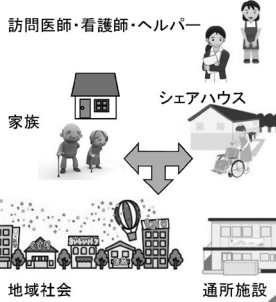 訪問医師・看護師・ヘルパー
シェアハウス
家族
地域社会
通所施設